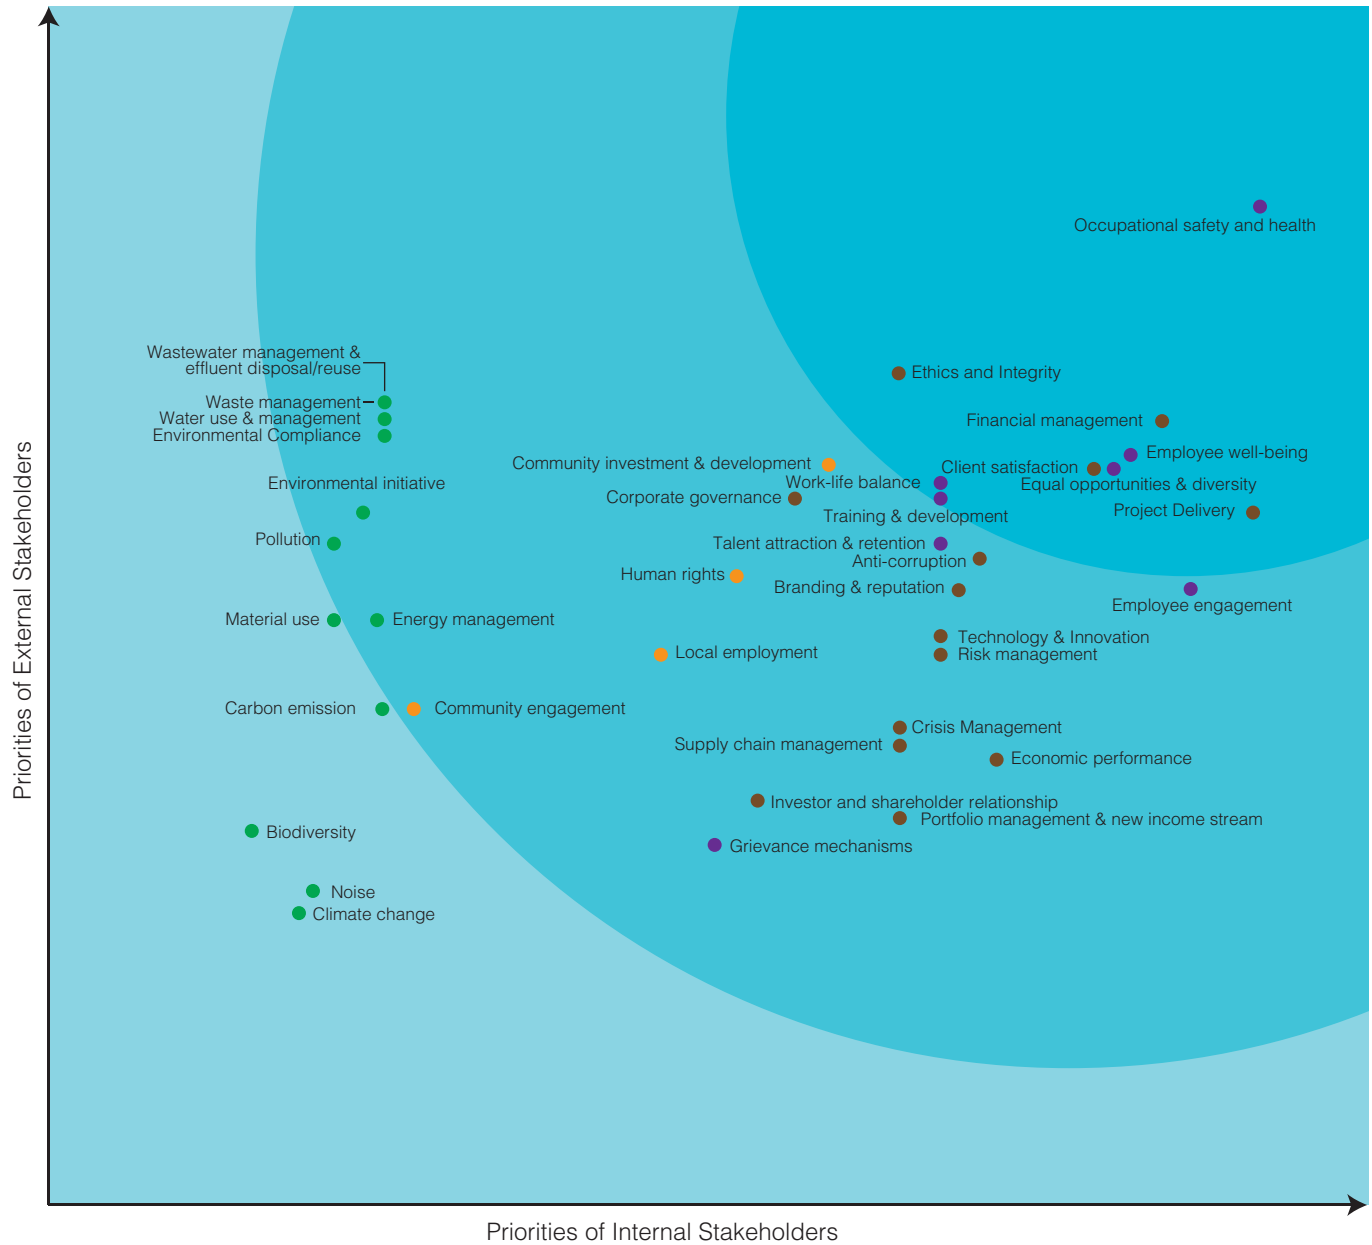 Occupational safety and health
Wastewater management &
effluent disposal/reuse
Ethics and Integrity
Waste management
Water use & management
Financial management
Environmental Compliance
Employee well-being
Community investment & development
Client satisfaction
Environmental initiative
Work-life balance
Equal opportunities & diversity
Corporate governance
Project Delivery
Training & development
Pollution
Talent attraction & retention
Anti-corruption
Human rights
Branding & reputation
Employee engagement
Material use
Energy management
Technology & Innovation
Local employment
Risk management
Carbon emission
Community engagement
Crisis Management
Supply chain management
Economic performance
Investor and shareholder relationship
Portfolio management & new income stream
Biodiversity
Grievance mechanisms
Noise
Climate change
Priorities of External Stakeholders
Priorities of Internal Stakeholders